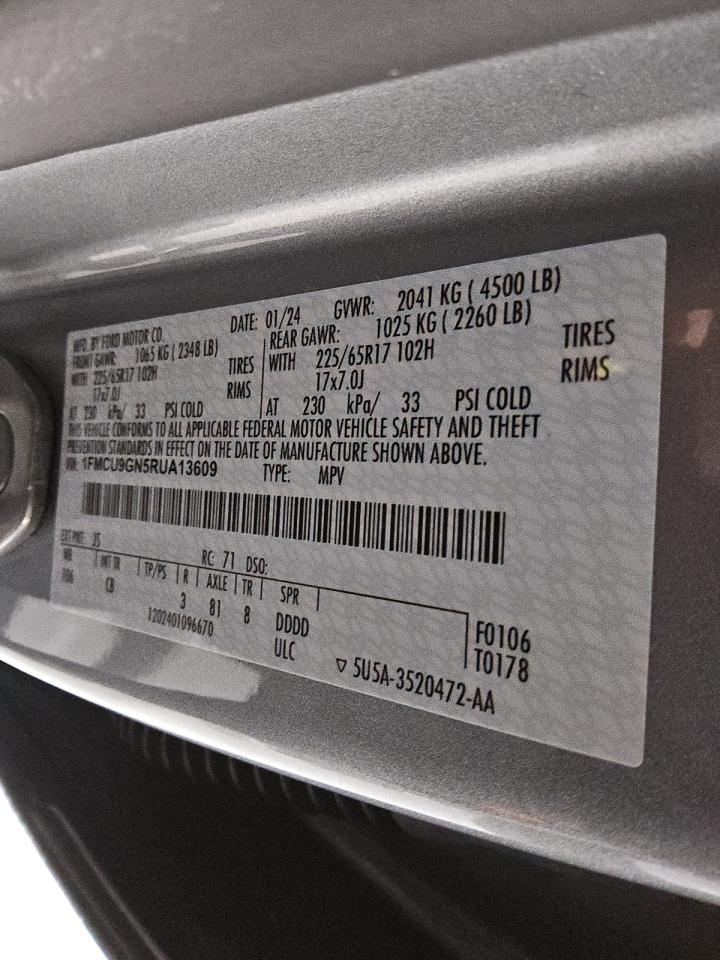 MFD. BY FORD MOTOR CO.
DATE: 01/24 GVWR: 2041 KG ( 4500 LB)
FRONT GAWR: 1065 KG ( 2348 LB)
WITH 225/65R17 102H TIRES
17x7.0J RIMS
AT 230 kPa/ 33 PSI COLD
REAR GAWR: 1025 KG ( 2260 LB)
WITH 225/65R17 102H TIRES
17x7.0J RIMS
AT 230 kPa/ 33 PSI COLD
THIS VEHICLE CONFORMS TO ALL APPLICABLE FEDERAL MOTOR VEHICLE SAFETY AND THEFT
PREVENTION STANDARDS IN EFFECT ON THE DATE OF MANUFACTURE SHOWN ABOVE.
VIN: 1FMCU9GN5RUA13609 TYPE: MPV
EXT PNT: JS RC: 71 DSO:
WB INT TR TP/PS R AXLE TR SPR
106 CB 3 81 8 DDDD
1202401096670 ULC
F0106
T0178
▽ 5U5A-3520472-AA